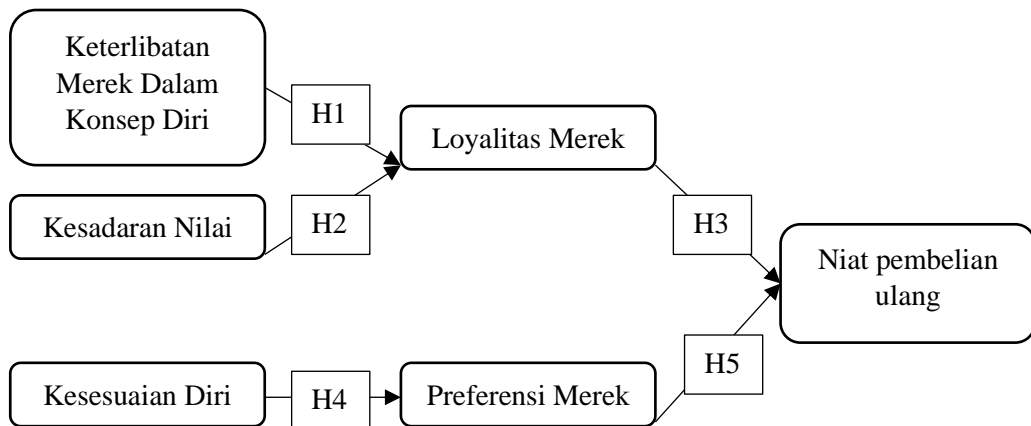 Keterlibatan
Merek Dalam
Konsep Diri
H1
Loyalitas Merek
Kesadaran Nilai
H2
H3
Niat pembelian
ulang
Kesesuaian Diri
H4
Preferensi Merek
H5